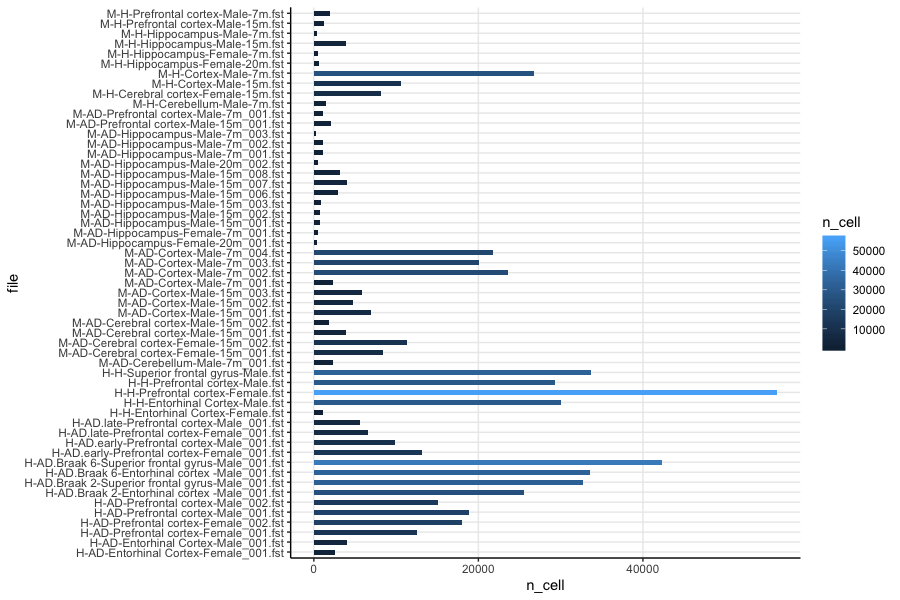 M-H-Prefrontal cortex-Male-7m.fst
M-H-Prefrontal cortex-Male-15m.fst
M-H-Hippocampus-Male-7m.fst
M-H-Hippocampus-Male-15m.fst
M-H-Hippocampus-Female-7m.fst
M-H-Hippocampus-Female-20m.fst
M-H-Cortex-Male-7m.fst
M-H-Cortex-Male-15m.fst
M-H-Cerebral cortex-Female-15m.fst
M-H-Cerebellum-Male-7m.fst
M-AD-Prefrontal cortex-Male-7m_001.fst
M-AD-Prefrontal cortex-Male-15m_001.fst
M-AD-Hippocampus-Male-7m_003.fst
M-AD-Hippocampus-Male-7m_002.fst
M-AD-Hippocampus-Male-7m_001.fst
M-AD-Hippocampus-Male-20m_002.fst
M-AD-Hippocampus-Male-15m_008.fst
M-AD-Hippocampus-Male-15m_007.fst
M-AD-Hippocampus-Male-15m_006.fst
M-AD-Hippocampus-Male-15m_003.fst
M-AD-Hippocampus-Male-15m_002.fst
M-AD-Hippocampus-Male-15m_001.fst
M-AD-Hippocampus-Female-7m_001.fst
M-AD-Hippocampus-Female-20m_001.fst
M-AD-Cortex-Male-7m_004.fst
M-AD-Cortex-Male-7m_003.fst
M-AD-Cortex-Male-7m_002.fst
M-AD-Cortex-Male-7m_001.fst
M-AD-Cortex-Male-15m_003.fst
M-AD-Cortex-Male-15m_002.fst
M-AD-Cortex-Male-15m_001.fst
M-AD-Cerebral cortex-Male-15m_002.fst
M-AD-Cerebral cortex-Male-15m_001.fst
M-AD-Cerebral cortex-Female-15m_002.fst
M-AD-Cerebral cortex-Female-15m_001.fst
M-AD-Cerebellum-Male-7m_001.fst
H-H-Superior frontal gyrus-Male.fst
H-H-Prefrontal cortex-Male.fst
H-H-Prefrontal cortex-Female.fst
H-H-Entorhinal Cortex-Male.fst
H-H-Entorhinal Cortex-Female.fst
H-AD.late-Prefrontal cortex-Male_001.fst
H-AD.late-Prefrontal cortex-Female_001.fst
H-AD.early-Prefrontal cortex-Male_001.fst
H-AD.early-Prefrontal cortex-Female_001.fst
H-AD.Braak 6-Superior frontal gyrus-Male_001.fst
H-AD.Braak 6-Entorhinal cortex -Male_001.fst
H-AD.Braak 2-Superior frontal gyrus-Male_001.fst
H-AD.Braak 2-Entorhinal cortex -Male_001.fst
H-AD-Prefrontal cortex-Male_002.fst
H-AD-Prefrontal cortex-Male_001.fst
H-AD-Prefrontal cortex-Female_002.fst
H-AD-Prefrontal cortex-Female_001.fst
H-AD-Entorhinal Cortex-Male_001.fst
H-AD-Entorhinal Cortex-Female_001.fst
file
0 20000 40000
n_cell
n_cell
50000
40000
30000
20000
10000